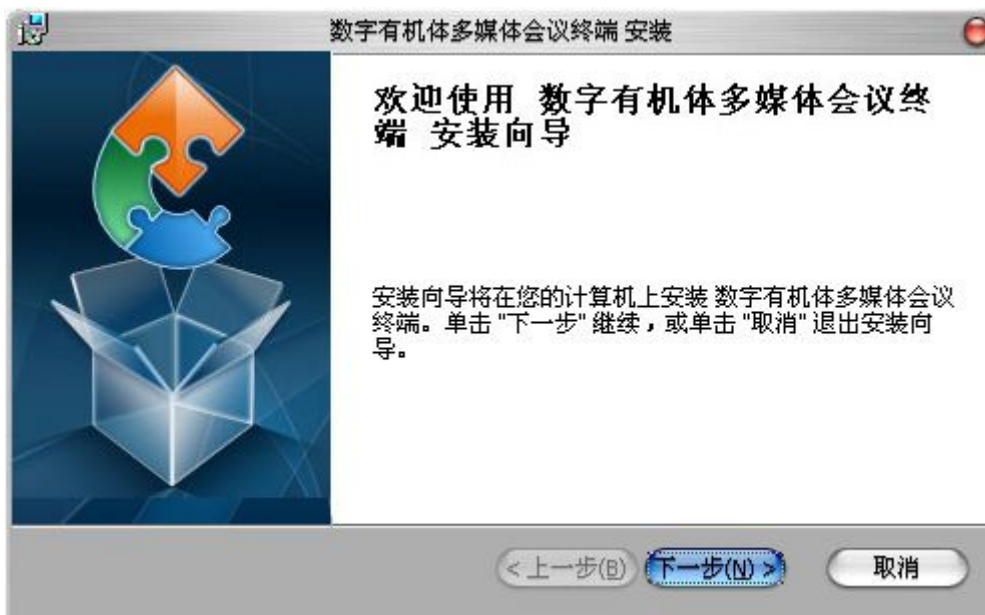 数字有机体多媒体会议终端 安装
欢迎使用 数字有机体多媒体会议终
端 安装向导
安装向导将在您的计算机上安装 数字有机体多媒体会议
终端。单击 "下一步" 继续，或单击 "取消" 退出安装向
导。
< 上一步(B) 下一步(N) > 取消